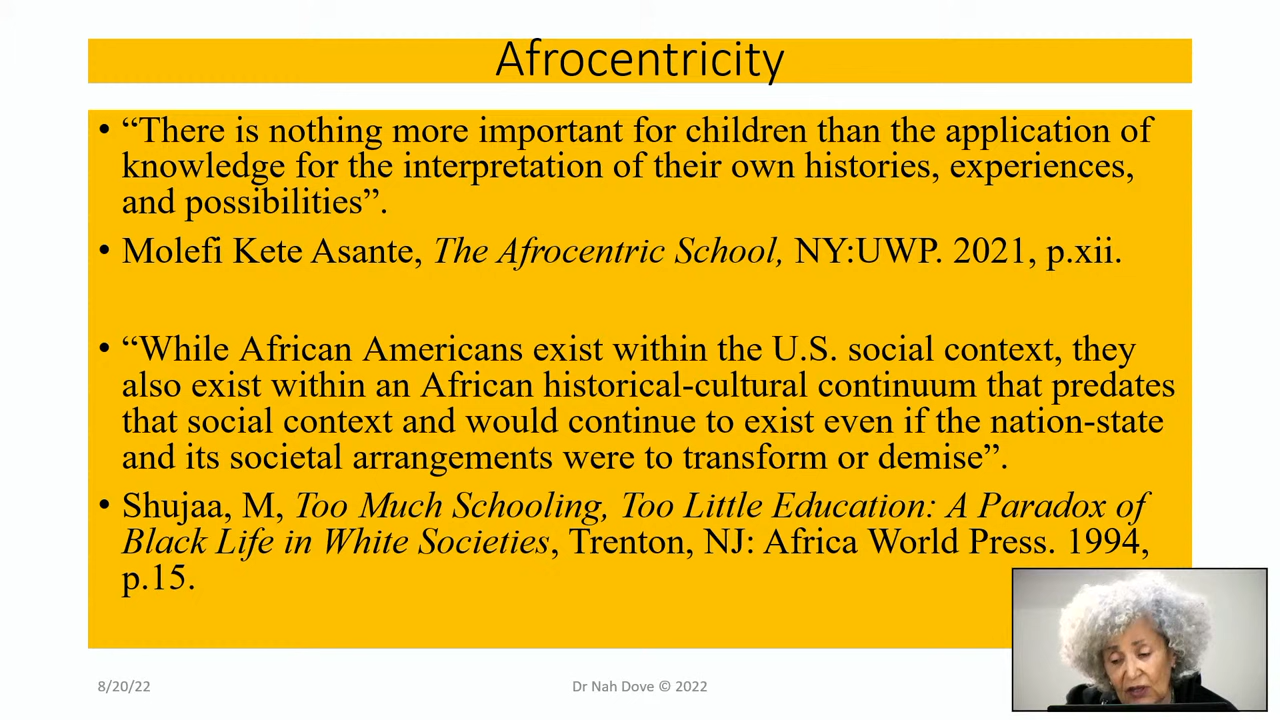 Afrocentricity
• “There is nothing more important for children than the application of
knowledge for the interpretation of their own histories, experiences,
and possibilities”.
• Molefi Kete Asante, The Afrocentric School, NY:UWP. 2021, p.xii.
• “While African Americans exist within the U.S. social context, they
also exist within an African historical-cultural continuum that predates
that social context and would continue to exist even if the nation-state
and its societal arrangements were to transform or demise”.
• Shujaa, M, Too Much Schooling, Too Little Education: A Paradox of
Black Life in White Societies, Trenton, NJ: Africa World Press. 1994,
p.15.
8/20/22
Dr Nah Dove © 2022